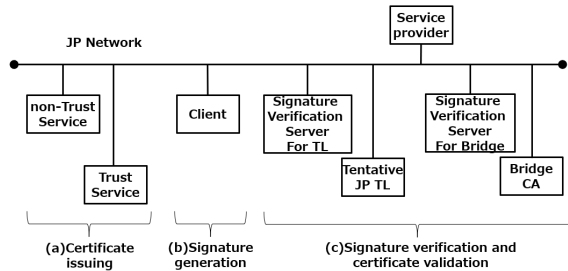 Service
provider
JP Network
non-Trust
Service
Client
Signature
Verification
Server
For TL
Signature
Verification
Server
For Bridge
Trust
Service
Tentative
JP TL
Bridge
CA
(a)Certificate
issuing
(b)Signature
generation
(c)Signature verification and
certificate validation